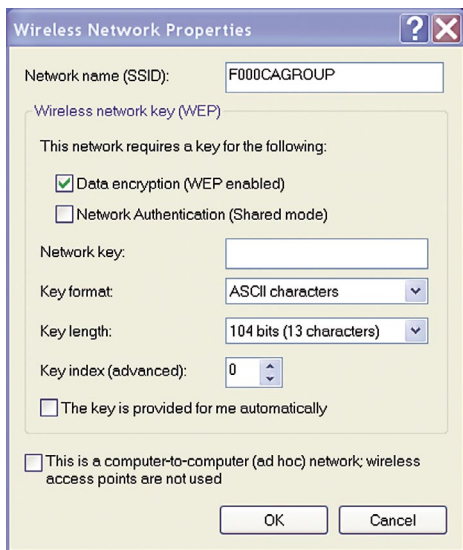 Wireless Network Properties
?
Network name (SSID): F000CAGROUP
Wireless network key (WEP)
This network requires a key for the following:
Data encryption (WEP enabled)
Network Authentication (Shared mode)
Network key:
Key format: ASCII characters
Key length: 104 bits (13 characters)
Key index (advanced): 0
The key is provided for me automatically
This is a computer-to-computer (ad hoc) network; wireless
access points are not used
OK Cancel